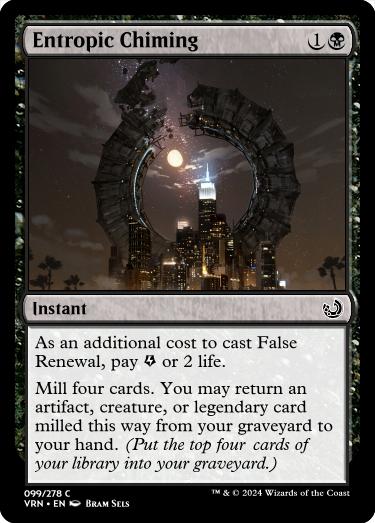 Entropic Chiming 1
Instant
As an additional cost to cast False
Renewal, pay or 2 life.
Mill four cards. You may return an
artifact, creature, or legendary card
milled this way from your graveyard to
your hand. (Put the top four cards of
your library into your graveyard.)
099/278 C
VRN • EN Bram Sels
™ & © 2024 Wizards of the Coast